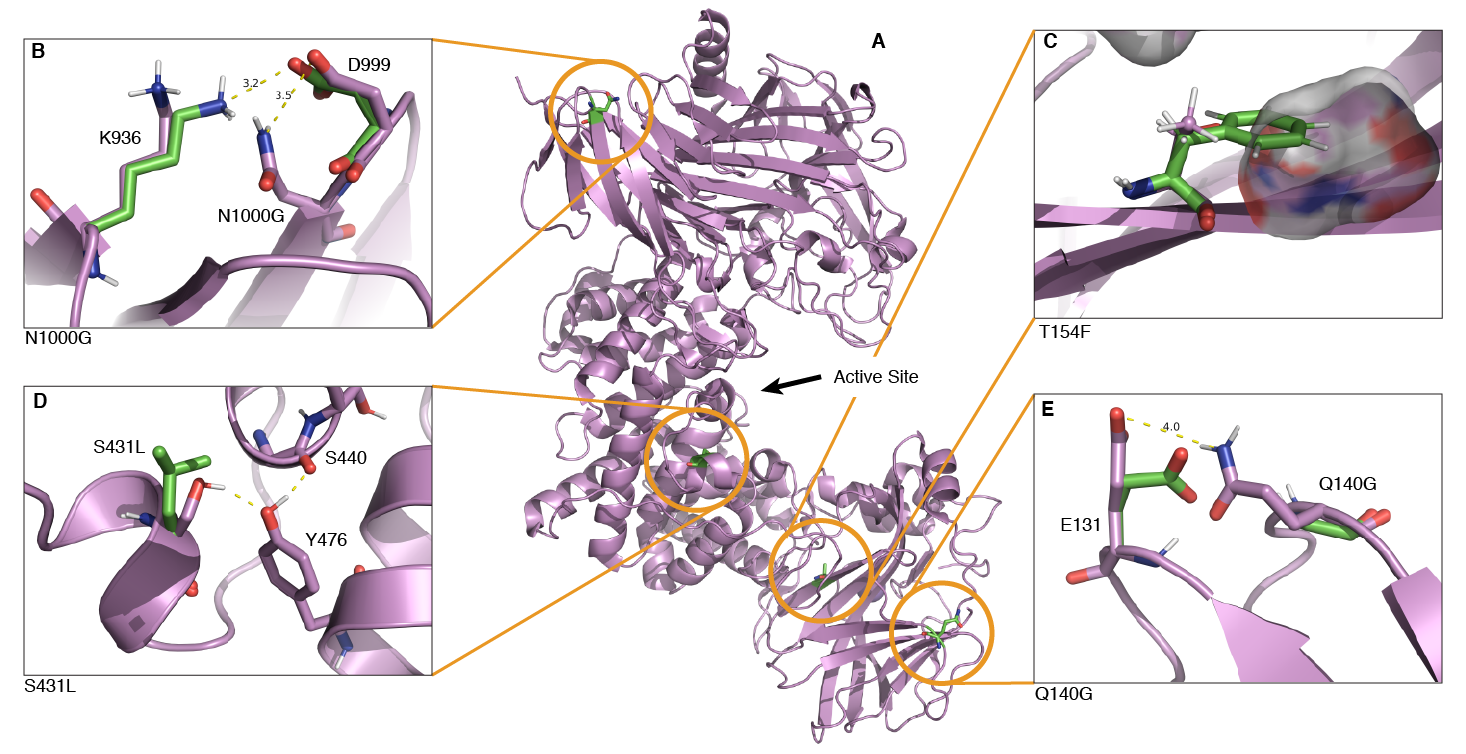 A
B
D999
3.2
3.5
K936
N1000G
N1000G
C
T154F
Active Site
D
S431L
S440
Y476
S431L
E
4.0
Q140G
E131
Q140G